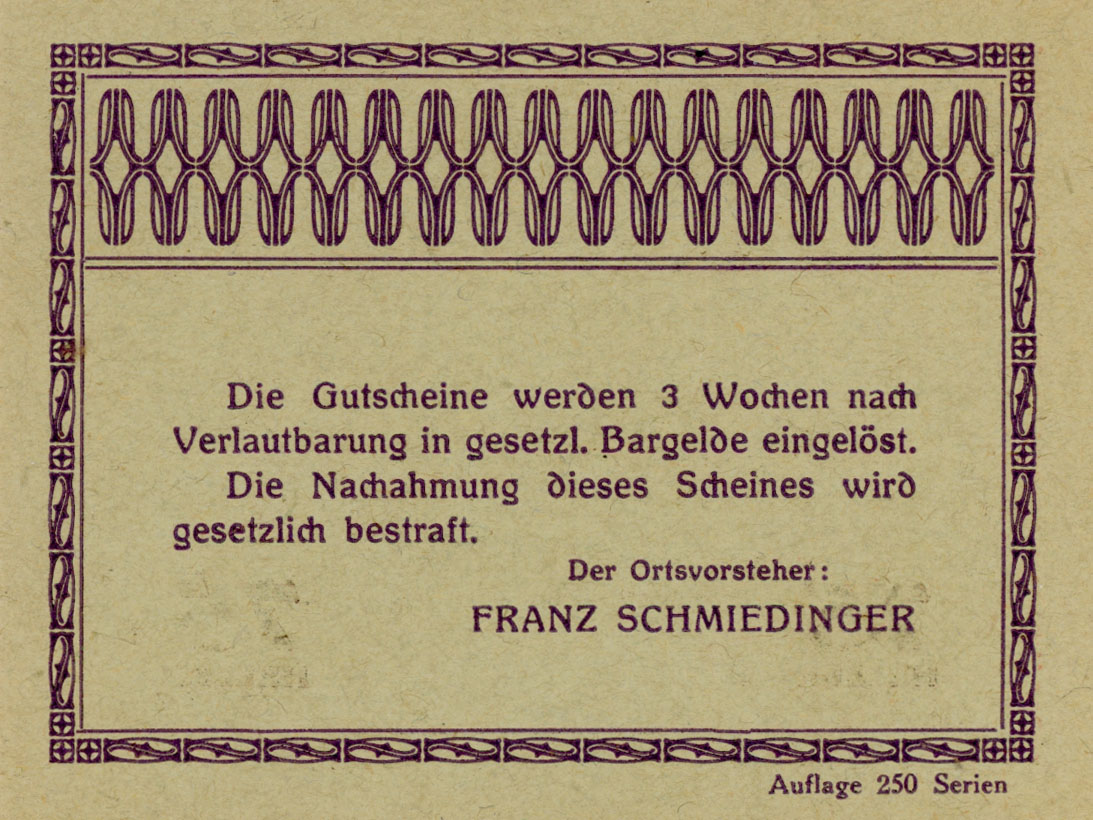 Die Gutscheine werden 3 Wochen nach
Verlautbarung in gesetzl. Bargelde eingelöst.
Die Nachahmung dieses Scheines wird
gesetzlich bestraft.
Der Ortsvorsteher:
FRANZ SCHMIEDINGER
Auflage 250 Serien